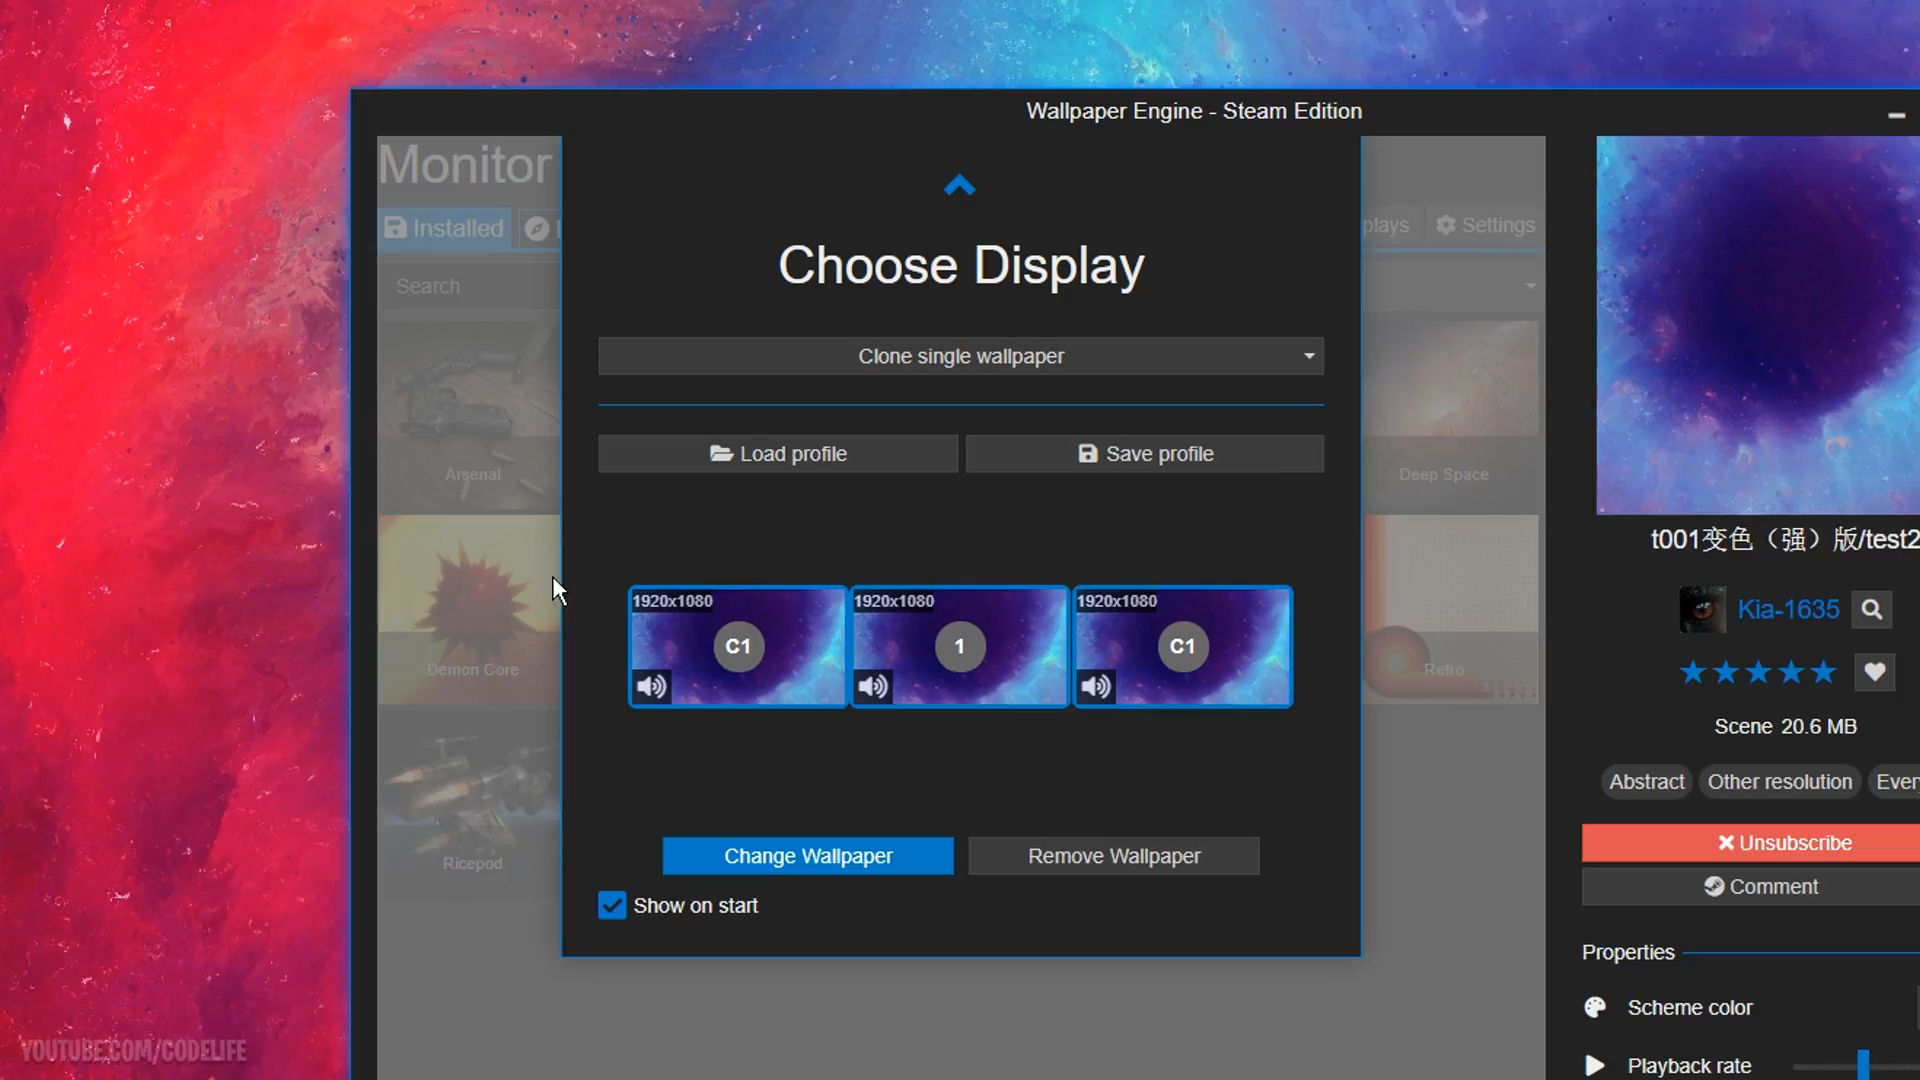 Wallpaper Engine - Steam Edition
Monitor
Installed
plays
Settings
Search
Choose Display
Clone single wallpaper
Load profile
Save profile
Arsenal
Deep Space
Demon Core
Retro
Ricepod
1920x1080
C1
1920x1080
1
1920x1080
C1
Change Wallpaper
Remove Wallpaper
Show on start
t001变色（强）版/test2
Kia-1635
Scene 20.6 MB
Abstract
Other resolution
Ever
Unsubscribe
Comment
Properties
Scheme color
Playback rate
YOUTUBE.COM/CODELIFE